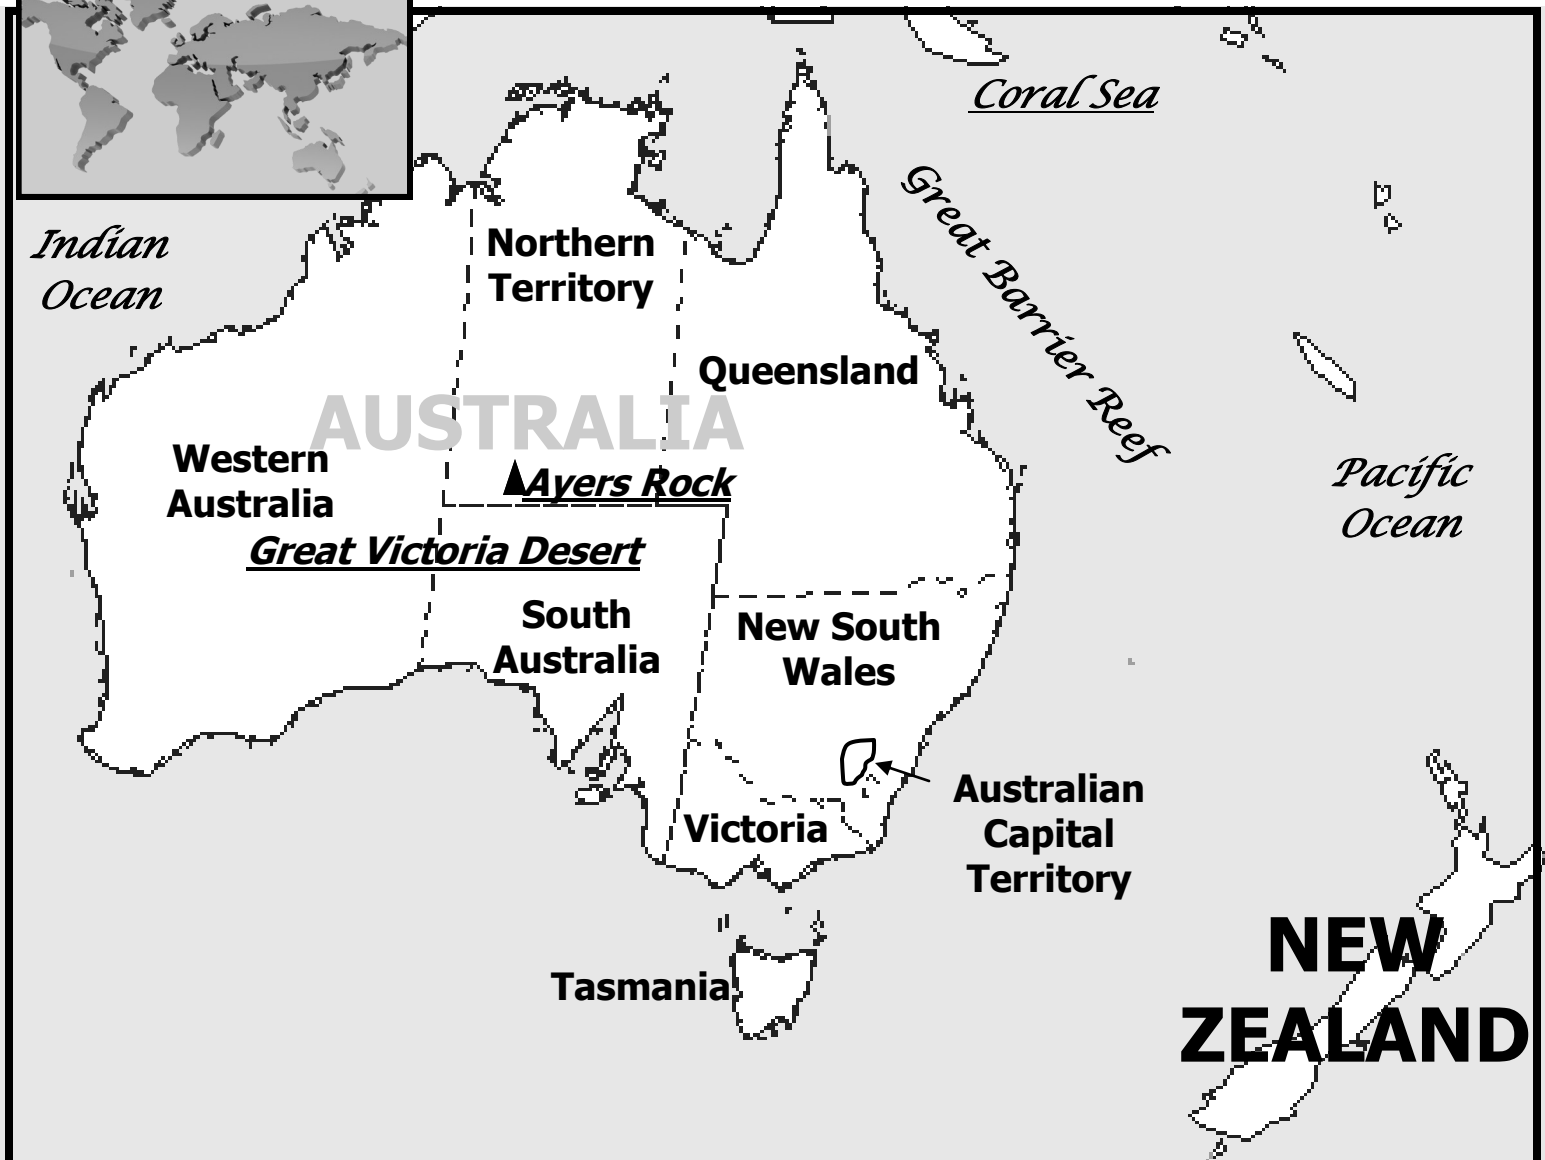 Coral Sea
Indian
Ocean
Northern
Territory
Great Barrier Reef
Queensland
AUSTRALIA
Western
Australia
Ayers Rock
Pacific
Ocean
Great Victoria Desert
South
Australia
New South
Wales
Australian
Capital
Territory
Victoria
Tasmania
NEW
ZEALAND